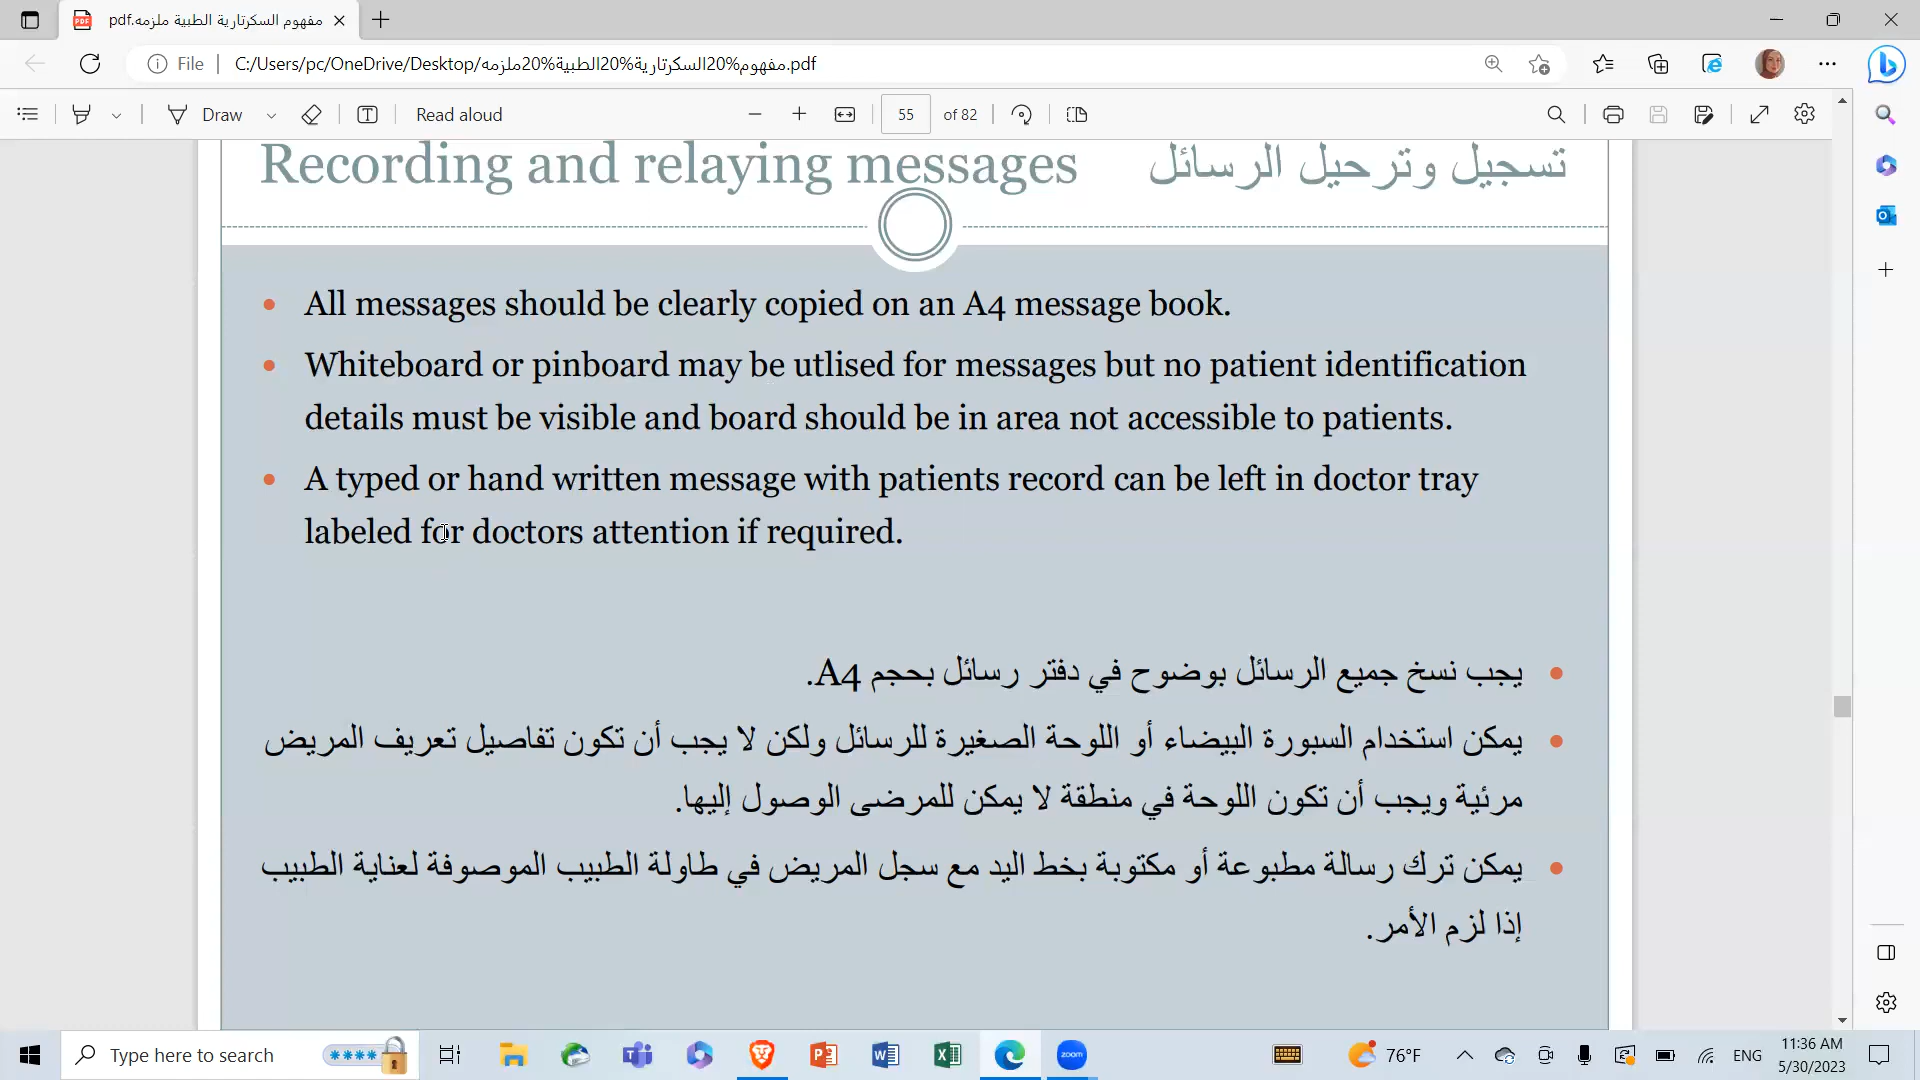 مفهوم السكرتارية الطبية ملزمه.pdf
File
C:/Users/pc/OneDrive/Desktop/مفهوم%20السكرتارية%20الطبية%20ملزمه.pdf
Draw
Read aloud
55
of 82
Recording and relaying messages تسجيل وترحيل الرسائل
All messages should be clearly copied on an A4 message book.
Whiteboard or pinboard may be utlised for messages but no patient identification
details must be visible and board should be in area not accessible to patients.
A typed or hand written message with patients record can be left in doctor tray
labeled for doctors attention if required.
يجب نسخ جميع الرسائل بوضوح في دفتر رسائل بحجم A4.
يمكن استخدام السبورة البيضاء أو اللوحة الصغيرة للرسائل ولكن لا يجب أن تكون تفاصيل تعريف المريض
مرئية ويجب أن تكون اللوحة في منطقة لا يمكن للمرضى الوصول إليها.
يمكن ترك رسالة مطبوعة أو مكتوبة بخط اليد مع سجل المريض في طاولة الطبيب الموصوفة لعناية الطبيب
إذا لزم الأمر.
Type here to search
zoom
76°F
ENG
11:36 AM
5/30/2023